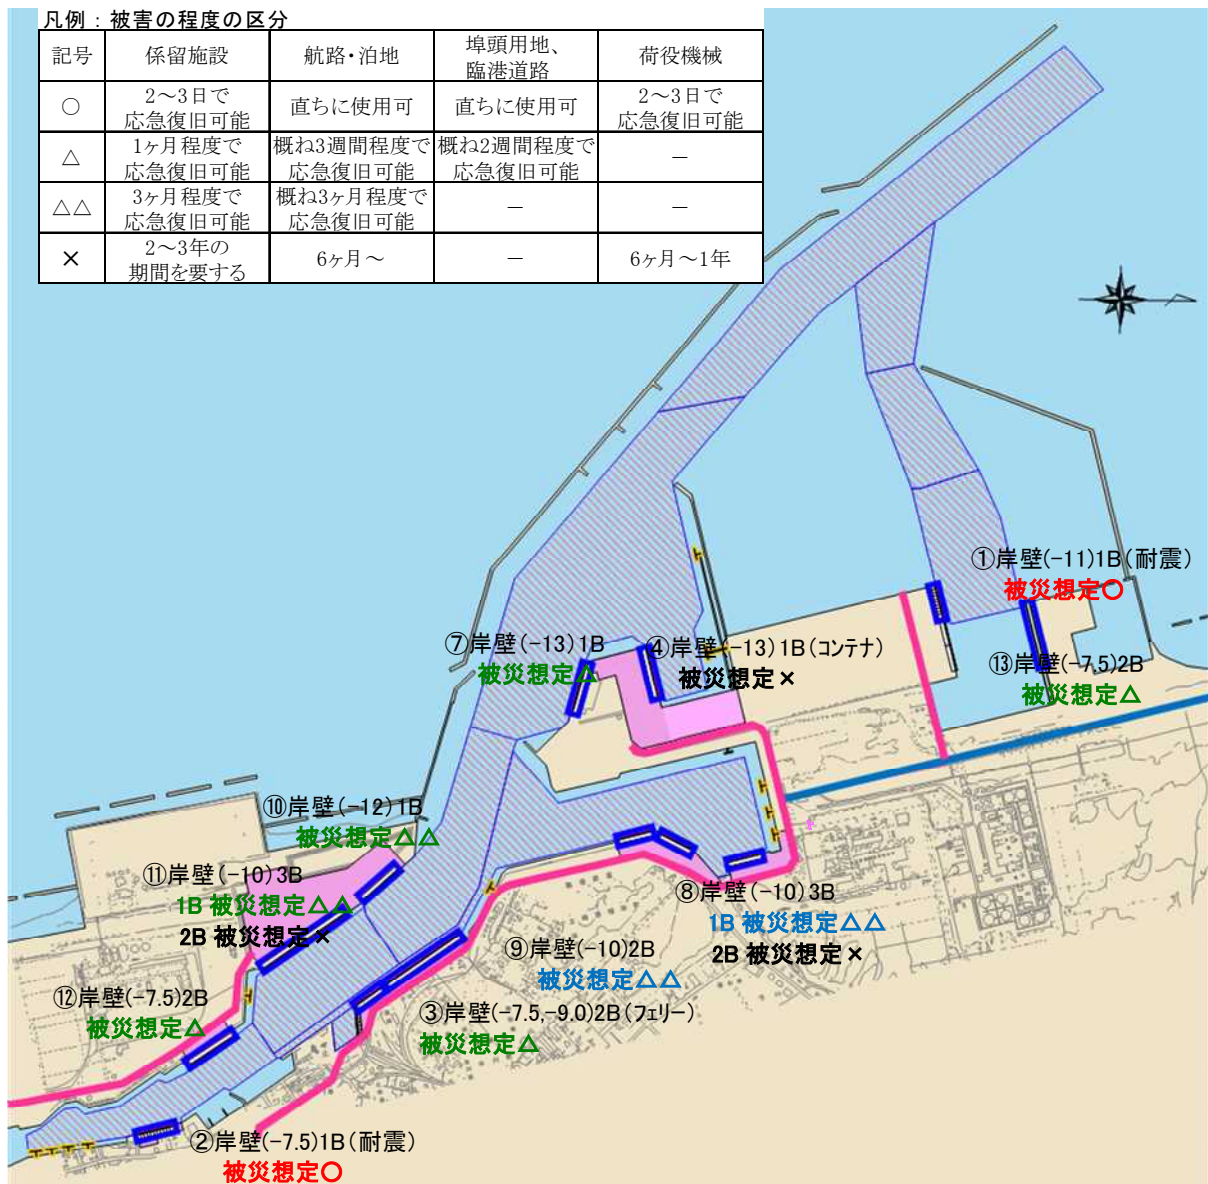 凡例：被害の程度の区分
記号 係留施設 航路・泊地 埠頭用地、臨港道路 荷役機械
○ 2～3日で応急復旧可能 直ちに使用可 直ちに使用可 2～3日で応急復旧可能
△ 1ヶ月程度で応急復旧可能 概ね3週間程度で応急復旧可能 概ね2週間程度で応急復旧可能 －
△△ 3ヶ月程度で応急復旧可能 概ね3ヶ月程度で応急復旧可能 － －
× 2～3年の期間を要する 6ヶ月～ － 6ヶ月～1年
①岸壁(-11)1B(耐震)
被災想定○
⑦岸壁(-13)1B
被災想定△
④岸壁(-13)1B(コンテナ)
被災想定×
⑬岸壁(-7.5)2B
被災想定△
⑩岸壁(-12)1B
被災想定△△
⑪岸壁(-10)3B
1B 被災想定△△
2B 被災想定×
⑧岸壁(-10)3B
1B 被災想定△△
2B 被災想定×
⑨岸壁(-10)2B
被災想定△△
⑫岸壁(-7.5)2B
被災想定△
③岸壁(-7.5,-9.0)2B(フェリー)
被災想定△
②岸壁(-7.5)1B(耐震)
被災想定○